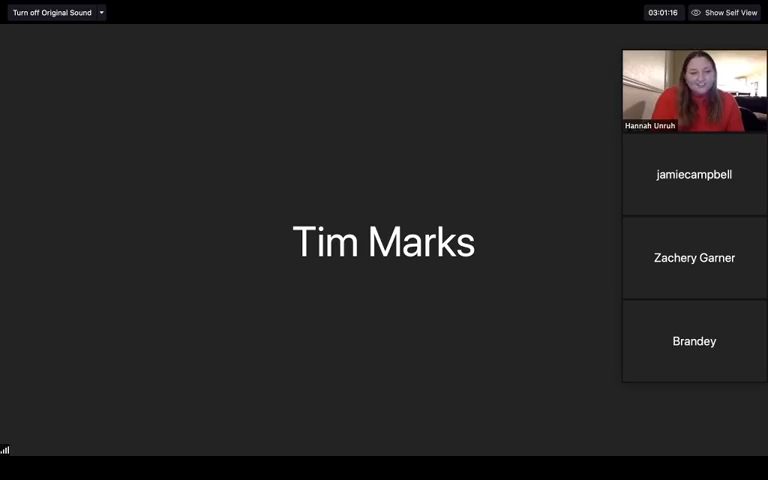 Turn off Original Sound
03:01:16
Show Self View
Hannah Unruh
jamiecampbell
Tim Marks
Zachery Garner
Brandey